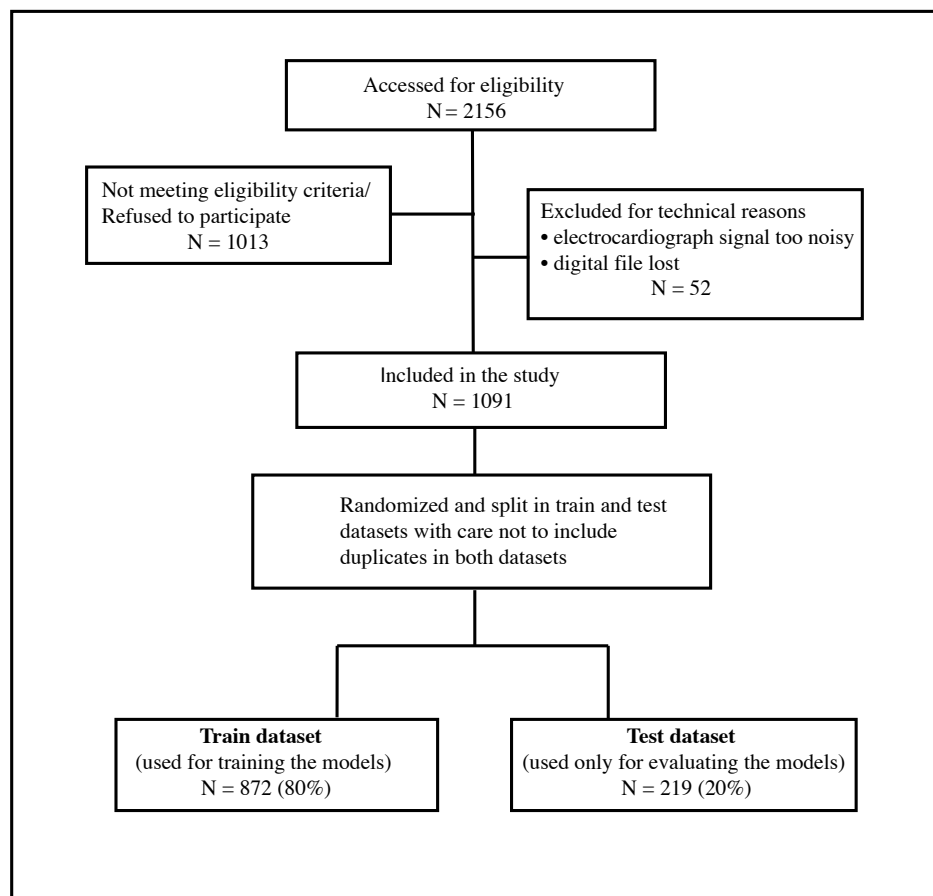 Accessed for eligibility
N = 2156
Not meeting eligibility criteria/
Refused to participate
N = 1013
Excluded for technical reasons
• electrocardiograph signal too noisy
• digital file lost
N = 52
Included in the study
N = 1091
Randomized and split in train and test
datasets with care not to include
duplicates in both datasets
Train dataset
(used for training the models)
N = 872 (80%)
Test dataset
(used only for evaluating the models)
N = 219 (20%)